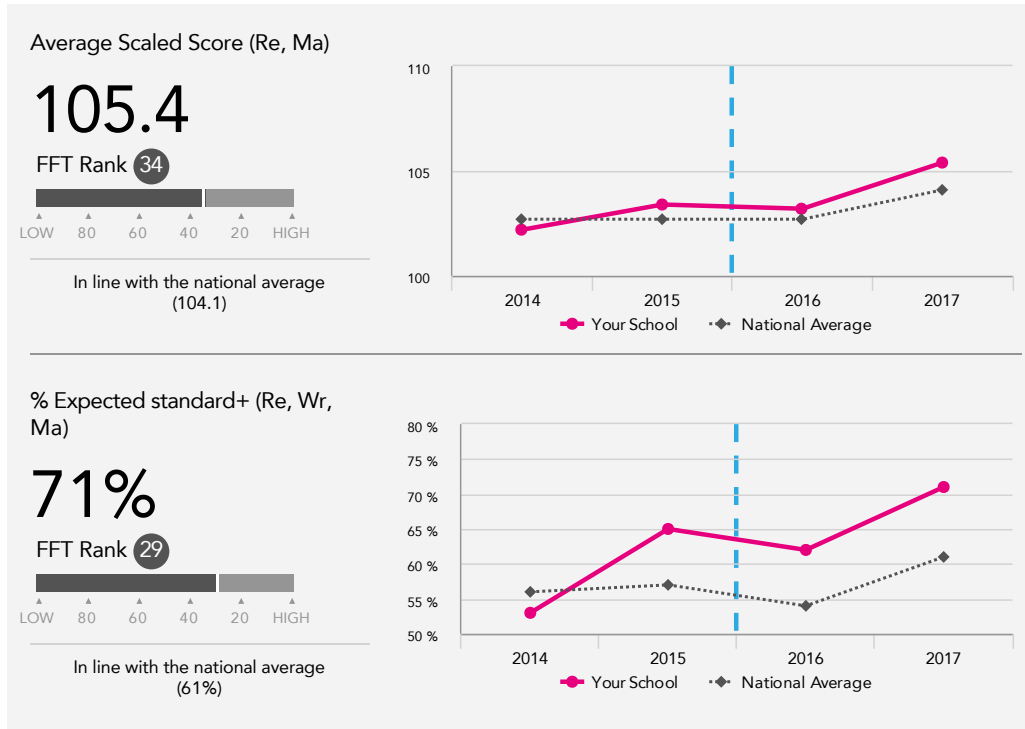 Average Scaled Score (Re, Ma)
105.4
FFT Rank 34
LOW 80 60 40 20 HIGH
In line with the national average
(104.1)
110
105
100
2014 2015 2016 2017
Your School National Average
% Expected standard+ (Re, Wr,
Ma)
71%
FFT Rank 29
LOW 80 60 40 20 HIGH
In line with the national average
(61%)
80 %
75 %
70 %
65 %
60 %
55 %
50 %
2014 2015 2016 2017
Your School National Average